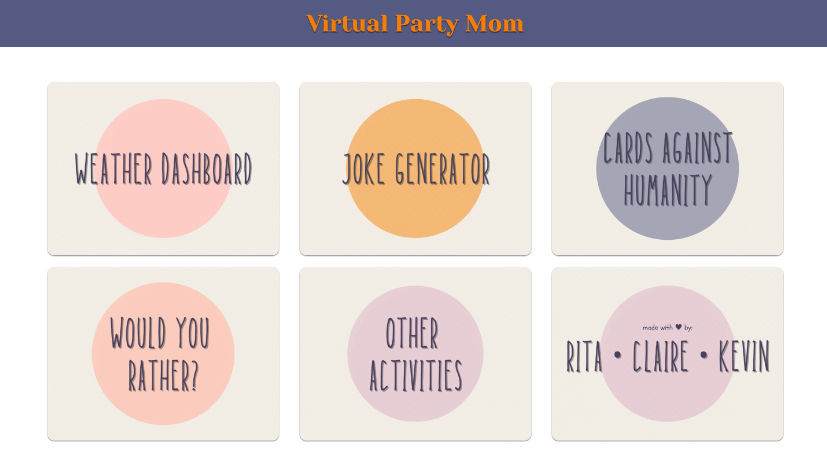 Virtual Party Mom
WEATHER DASHBOARD
JOKE GENERATOR
CARDS AGAINST
HUMANITY
WOULD YOU
RATHER?
OTHER
ACTIVITIES
made with ♥ by:
RITA • CLAIRE • KEVIN